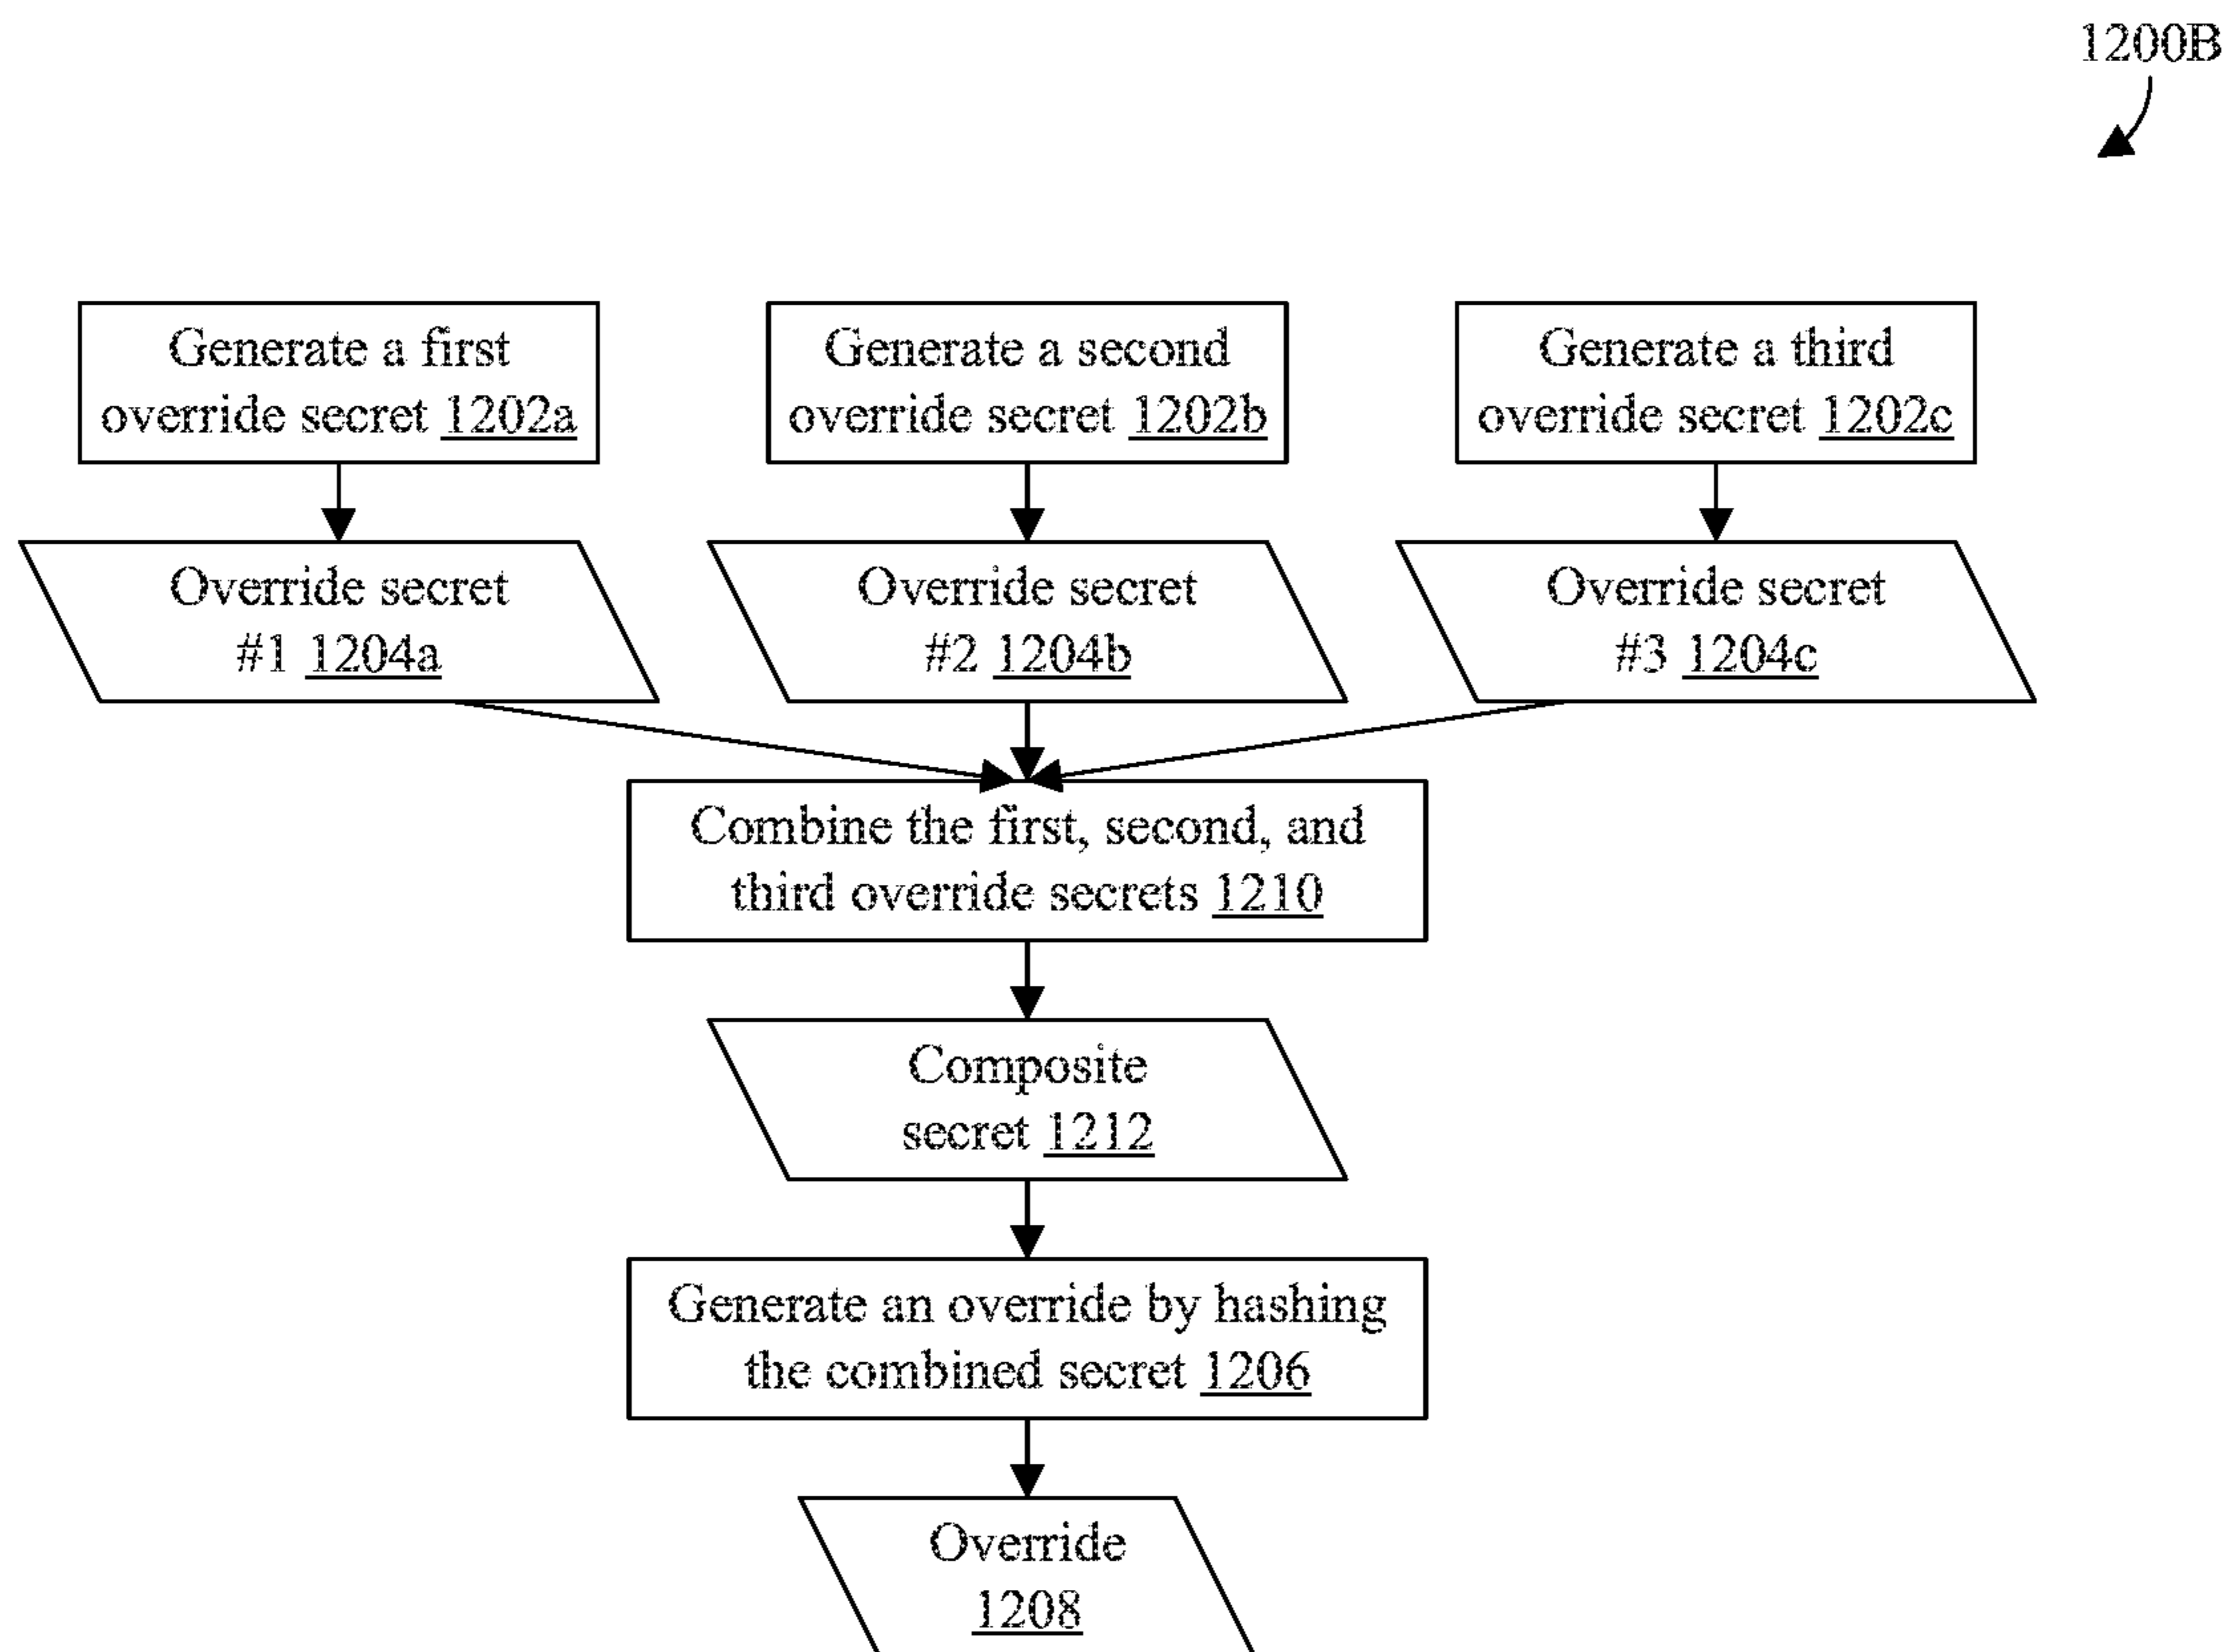 1200B
Generate a first
override secret 1202a
Generate a second
override secret 1202b
Generate a third
override secret 1202c
Override secret
#1 1204a
Override secret
#2 1204b
Override secret
#3 1204c
Combine the first, second, and
third override secrets 1210
Composite
secret 1212
Generate an override by hashing
the combined secret 1206
Override
1208